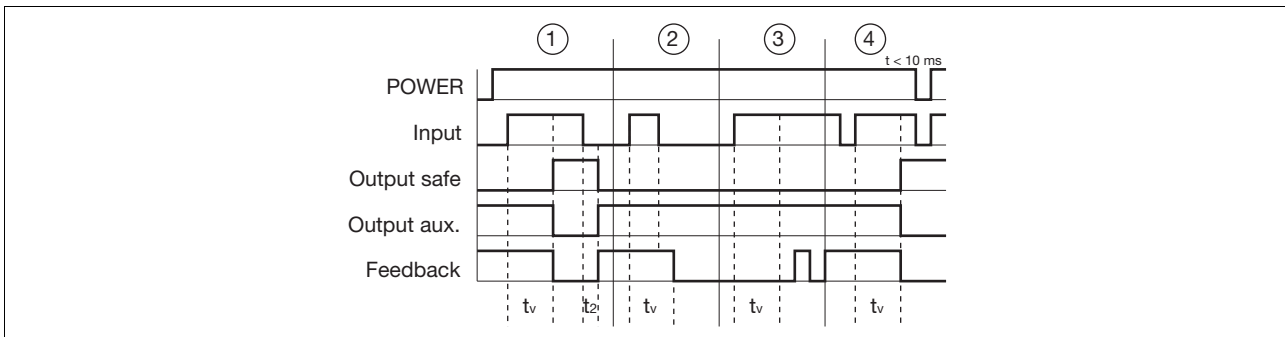 ① ② ③ ④
t < 10 ms
POWER
Input
Output safe
Output aux.
Feedback
tv t2 tv tv tv